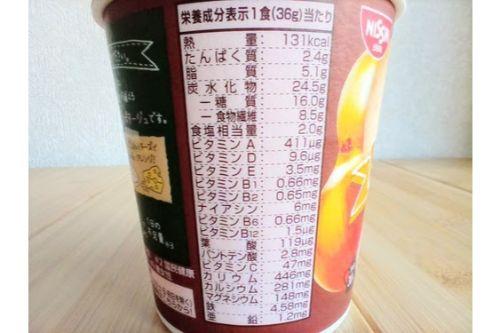 栄養成分表示1食(36g)当たり
熱 量 131kcal
たんぱく質 2.4g
脂 質 5.1g
炭水化物 24.5g
ー糖 質 16.0g
ー食物繊維 8.5g
食塩相当量 2.0g
ビタミンA 411μg
ビタミンD 9.6μg
ビタミンE 3.5mg
ビタミンB1 0.66mg
ビタミンB2 0.65mg
ナイアシン 6mg
ビタミンB6 0.66mg
ビタミンB12 1.5μg
葉 酸 119μg
パントテン酸 2.8mg
ビタミンC 47mg
カリウム 446mg
カルシウム 281mg
マグネシウム 148mg
鉄 4.58mg
亜 鉛 1.2mg
NISSIN